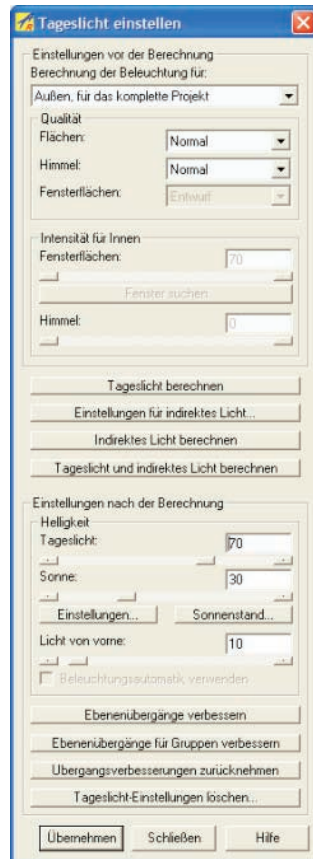 Tageslicht einstellen
Einstellungen vor der Berechnung
Berechnung der Beleuchtung für:
Außen, für das komplette Projekt
Qualität
Flächen:
Normal
Himmel:
Normal
Fensterflächen:
Entwurf
Intensität für Innen
Fensterflächen:
70
Fenster suchen
Himmel:
0
Tageslicht berechnen
Einstellungen für indirektes Licht...
Indirektes Licht berechnen
Tageslicht und indirektes Licht berechnen
Einstellungen nach der Berechnung
Helligkeit
Tageslicht:
70
Sonne:
30
Einstellungen...
Sonnenstand...
Licht von vorne:
10
Beleuchtungsautomatik verwenden
Ebenenübergänge verbessern
Ebenenübergänge für Gruppen verbessern
Übergangsverbesserungen zurücknehmen
Tageslicht-Einstellungen löschen...
Übernehmen
Schließen
Hilfe